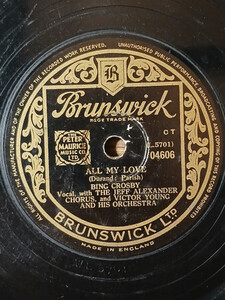 ALL RIGHTS OF THE MANUFACTURER AND OF THE OWNER OF THE RECORDED WORK RESERVED. UNAUTHORISED PUBLIC PERFORMANCE, BROADCASTING AND COPYING OF THIS RECORD PROHIBITED
B
Brunswick
REGD TRADE MARK
PETER
MAURICE
MUSIC CO
LTD.
CT
(L.5701)
04606
ALL MY LOVE
(Durand; Parish)
BING CROSBY
Vocal, with THE JEFF ALEXANDER
CHORUS, and VICTOR YOUNG
AND HIS ORCHESTRA
BRUNSWICK LTD
MADE IN ENGLAND